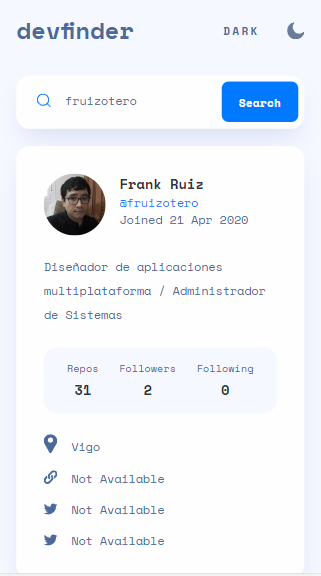 devfinder
DARK
fruizotero
Search
Frank Ruiz
@fruizotero
Joined 21 Apr 2020
Diseñador de aplicaciones
multiplataforma / Administrador
de Sistemas
Repos Followers Following
31 2 0
Vigo
Not Available
Not Available
Not Available